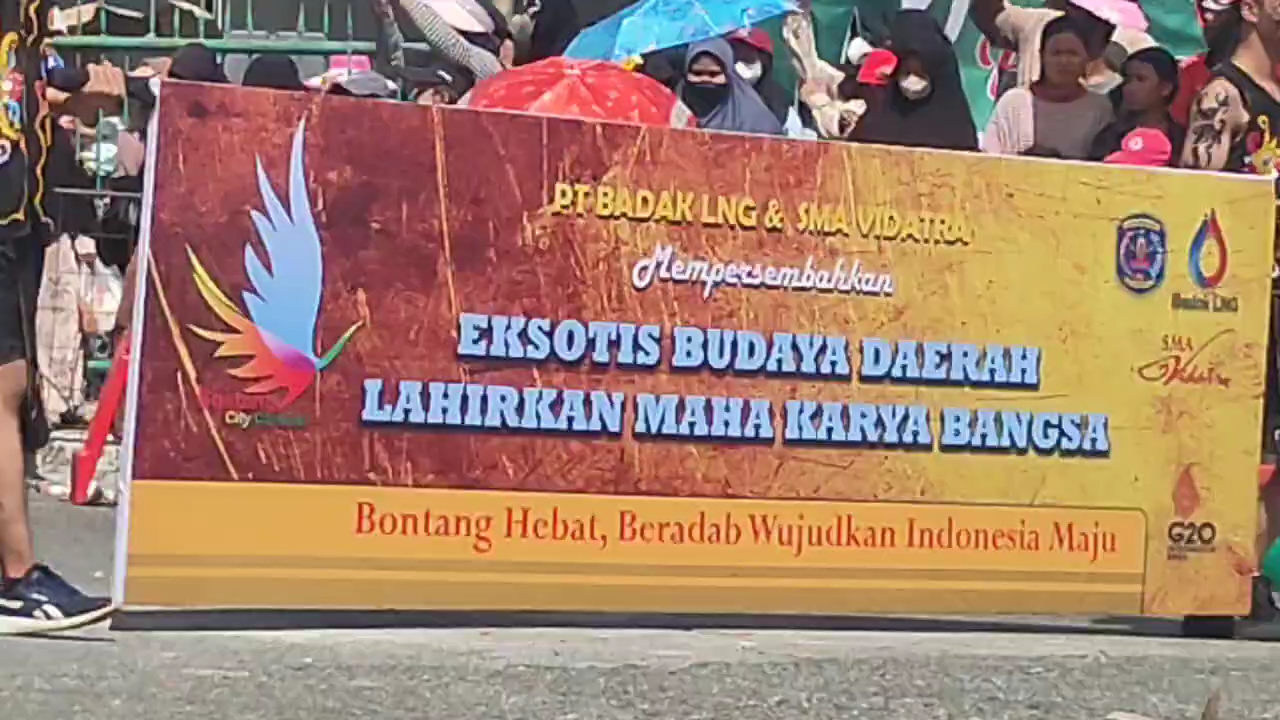 PT BADAK LNG & SMA VIDATRA
Mempersembahkan
EKSOTIS BUDAYA DAERAH
LAHIRKAN MAHA KARYA BANGSA
Bontang Hebat, Beradab Wujudkan Indonesia Maju
City
Badak LNG
SMA
Vidatra
G20